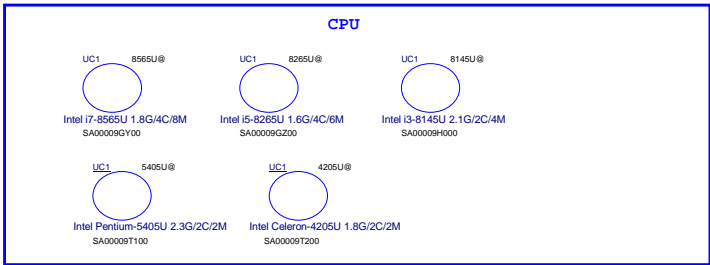 CPU
UC1 8565U@ UC1 8265U@ UC1 8145U@
Intel i7-8565U 1.8G/4C/8M Intel i5-8265U 1.6G/4C/6M Intel i3-8145U 2.1G/2C/4M
SA00009GY00 SA00009GZ00 SA00009H000
UC1 5405U@ UC1 4205U@
Intel Pentium-5405U 2.3G/2C/2M Intel Celeron-4205U 1.8G/2C/2M
SA00009T100 SA00009T200